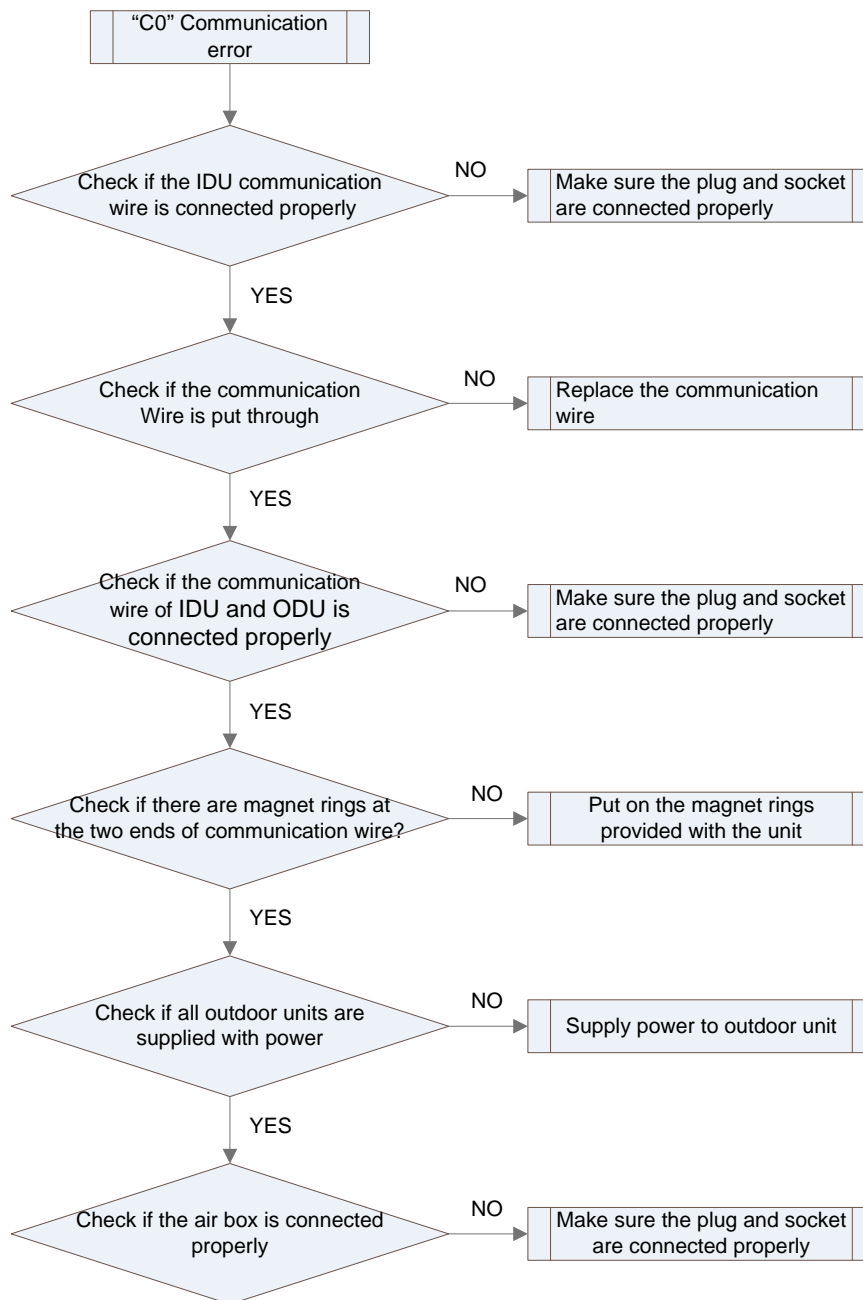 “C0” Communication
error
Check if the IDU communication
wire is connected properly
NO
Make sure the plug and socket
are connected properly
YES
Check if the communication
Wire is put through
NO
Replace the communication
wire
YES
Check if the communication
wire of IDU and ODU is
connected properly
NO
Make sure the plug and socket
are connected properly
YES
Check if there are magnet rings at
the two ends of communication wire?
NO
Put on the magnet rings
provided with the unit
YES
Check if all outdoor units are
supplied with power
NO
Supply power to outdoor unit
YES
Check if the air box is connected
properly
NO
Make sure the plug and socket
are connected properly